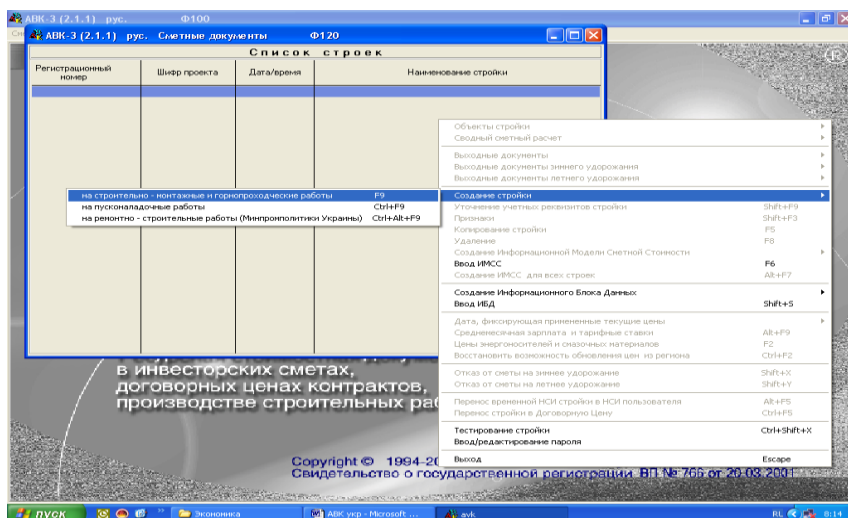 АВК-3 (2.1.1) рус. Ф100
АВК-3 (2.1.1) рус. Сметные документы Ф120
Список строек
Регистрационный номер
Шифр проекта
Дата/время
Наименование стройки
Объекты стройки
Сводный сметный расчет
Выходные документы
Выходные документы зимнего удорожания
Выходные документы летнего удорожания
Создание стройки
на строительно - монтажные и горнопроходческие работы F9
на пусконаладочные работы Ctrl+F9
на ремонтно - строительные работы (Минпромполитики Украины) Ctrl+Alt+F9
Уточнение учетных реквизитов стройки Shift+F9
Признаки Shift+F3
Копирование стройки F5
Удаление F8
Создание Информационной Модели Сметной Стоимости
Ввод ИМСС F6
Создание ИМСС для всех строек Alt+F7
Создание Информационного Блока Данных
Ввод ИБД Shift+5
Дата, фиксирующая примененные текущие цены
Среднемесячная зарплата и тарифные ставки Alt+F9
Цены энергоносителей и смазочных материалов F2
Восстановить возможность обновления цен из региона Ctrl+F2
Отказ от сметы на зимнее удорожание Shift+X
Отказ от сметы на летнее удорожание Shift+Y
Перенос временной НСИ стройки в НСИ пользователя Alt+F5
Перенос стройки в Договорную Цену Ctrl+F5
Тестирование стройки Ctrl+Shift+X
Ввод/редактирование пароля
Выход Escape
в инвесторских сметах,
договорных ценах контрактов,
производстве строительных
Copyright © 1994-2
Свидетельство о государственной регистрации ВП № 766 от 20.03.2001
пуск
Экономика
АВК укр - Microsoft ...
avk
RL
8:14